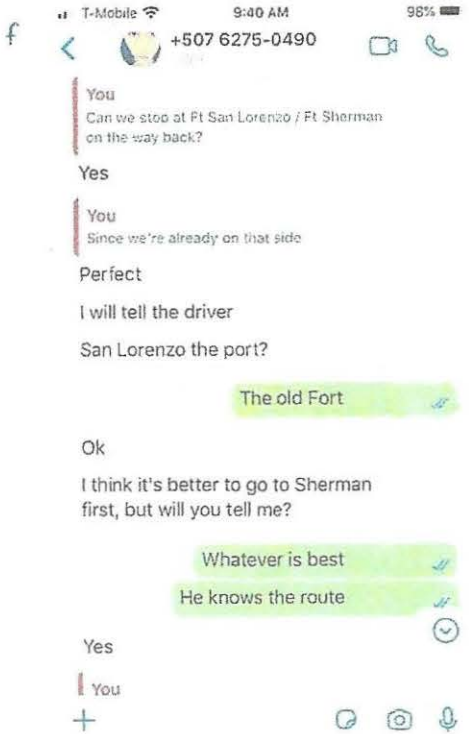 T-Mobile 9:40 AM 98%
f
+507 6275-0490
You
Can we stop at Ft San Lorenzo / Ft Sherman
on the way back?
Yes
You
Since we're already on that side
Perfect
I will tell the driver
San Lorenzo the port?
The old Fort
Ok
I think it's better to go to Sherman
first, but will you tell me?
Whatever is best
He knows the route
Yes
You